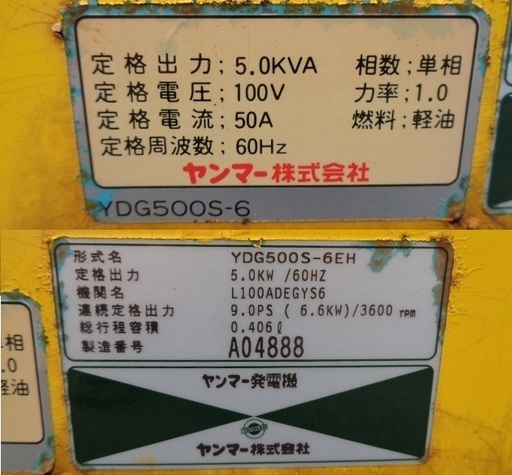 定格出力;5.0KVA 相数;単相
定格電圧;100V 力率;1.0
定格電流;50A 燃料;軽油
定格周波数;60Hz
ヤンマー株式会社
YDG500S-6
形式名 YDG500S-6EH
定格出力 5.0KW /60HZ
機関名 L100ADEGYS6
連続定格出力 9.0PS ( 6.6KW)/3600 rpm
総行程容積 0.406ℓ
製造番号 A04888
ヤンマー発電機
ヤンマー株式会社
単相
1.0
軽油